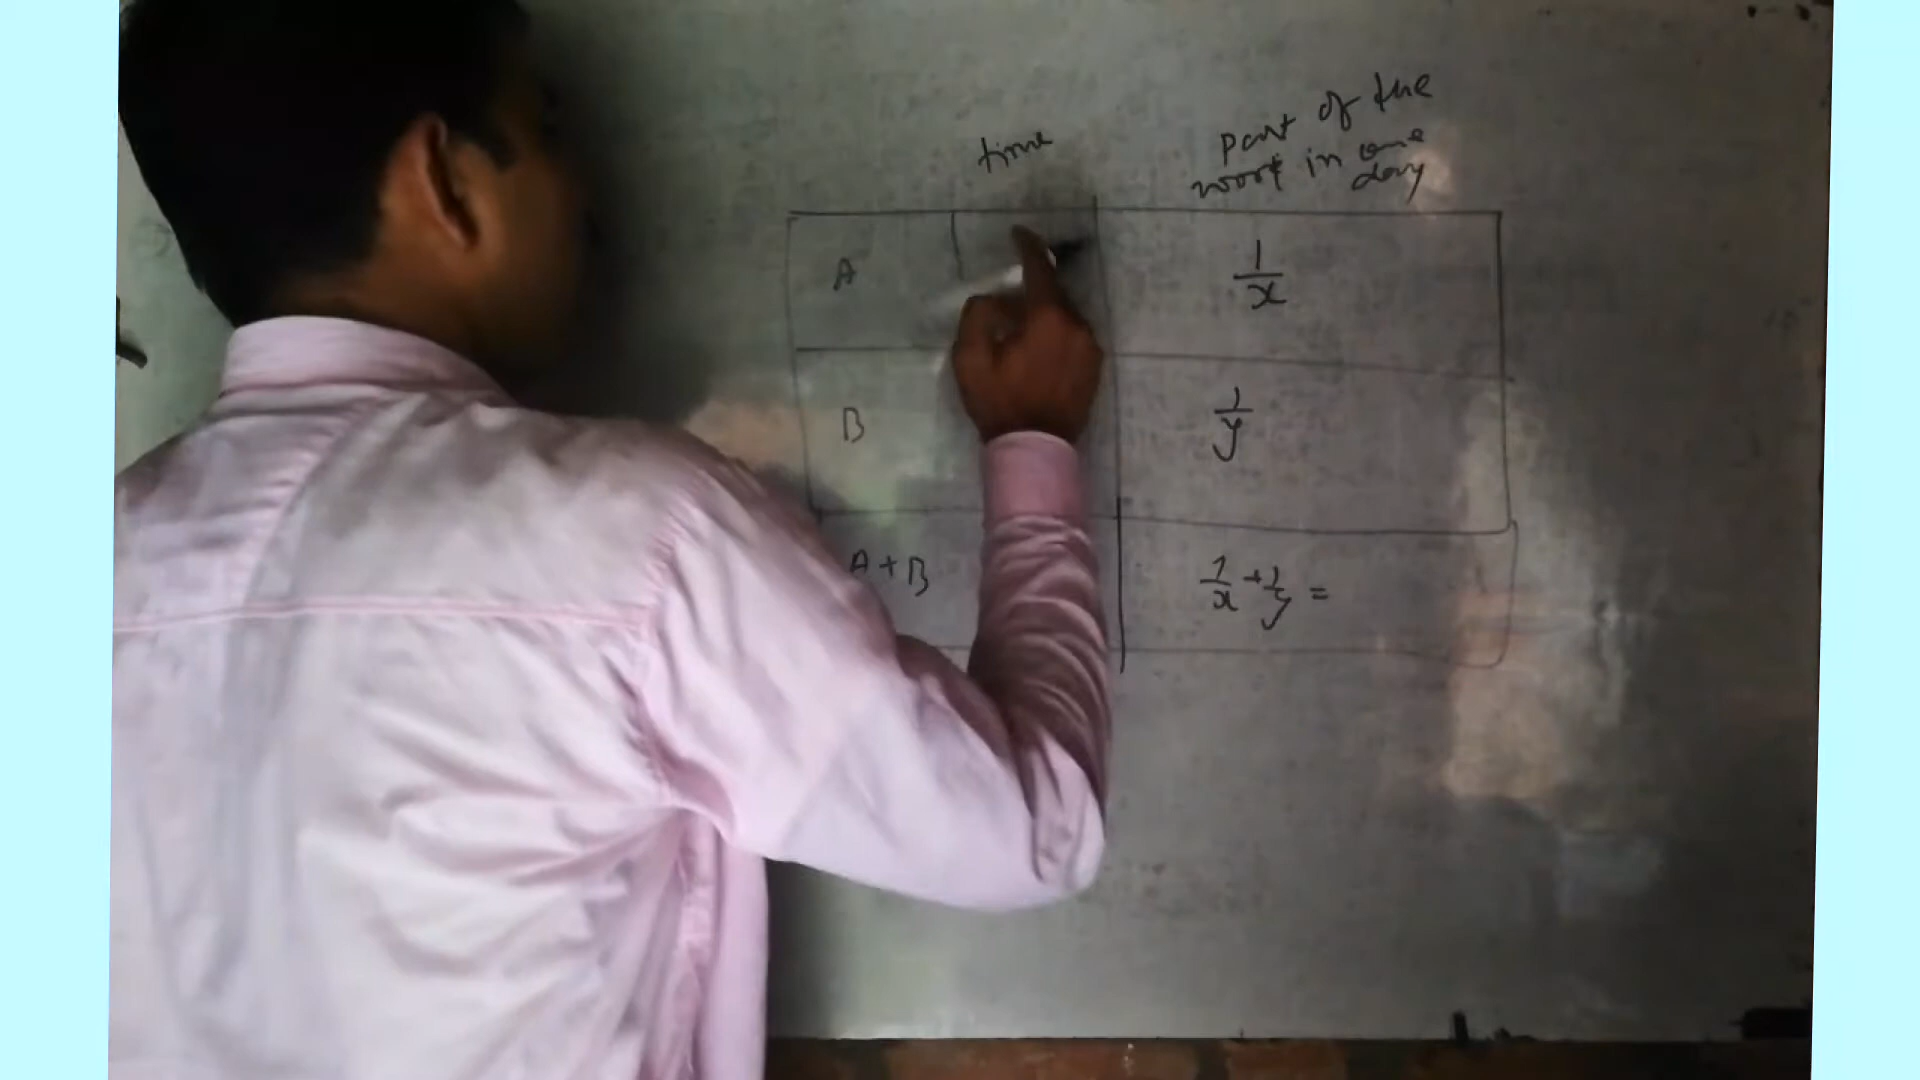 time
part of the
work in one
day
A
1/x
B
1/y
A+B
1/x + 1/y =